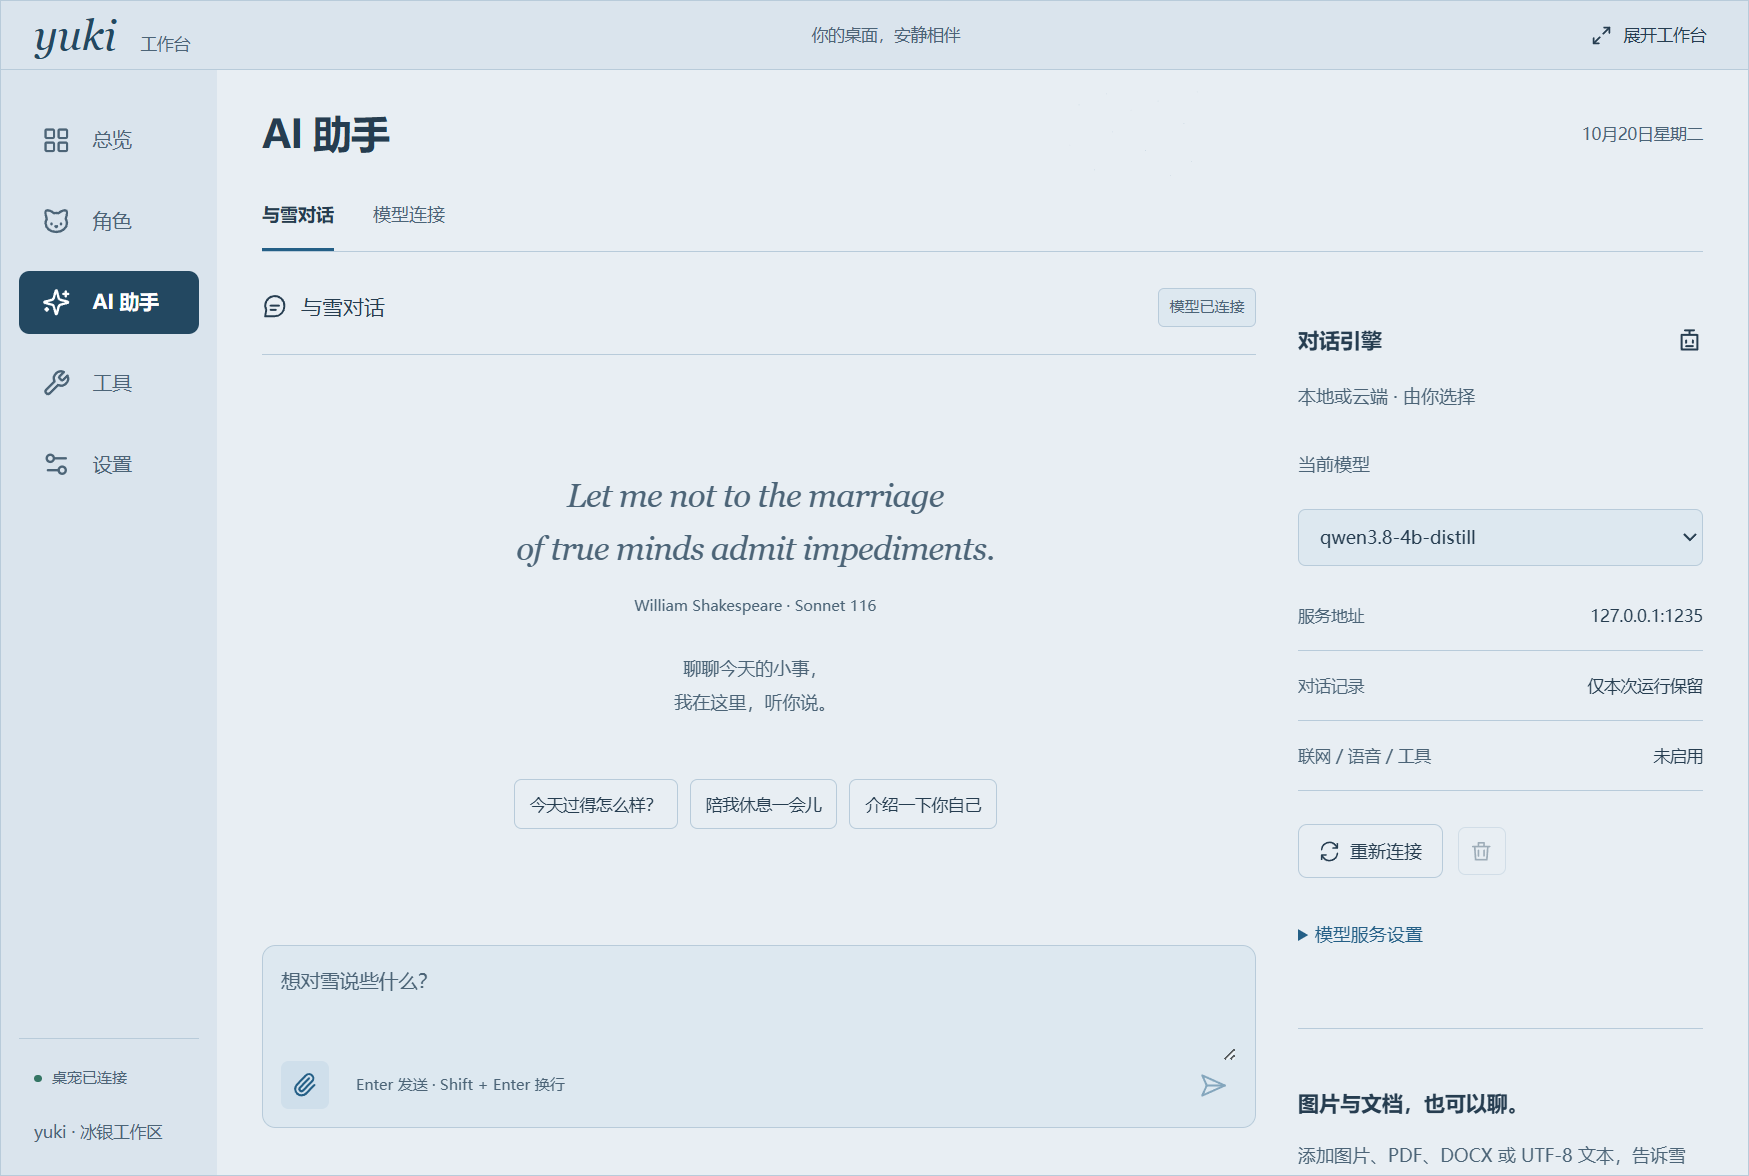 yuki 工作台
你的桌面，安静相伴
展开工作台
总览
角色
AI 助手
工具
设置
桌宠已连接
yuki · 冰银工作区
AI 助手
10月20日星期二
与雪对话
模型连接
与雪对话
模型已连接
Let me not to the marriage
of true minds admit impediments.
William Shakespeare · Sonnet 116
聊聊今天的小事，
我在这里，听你说。
今天过得怎么样？
陪我休息一会儿
介绍一下你自己
想对雪说些什么？
Enter 发送 · Shift + Enter 换行
对话引擎
本地或云端 · 由你选择
当前模型
qwen3.8-4b-distill
服务地址 127.0.0.1:1235
对话记录 仅本次运行保留
联网 / 语音 / 工具 未启用
重新连接
模型服务设置
图片与文档，也可以聊。
添加图片、PDF、DOCX 或 UTF-8 文本，告诉雪